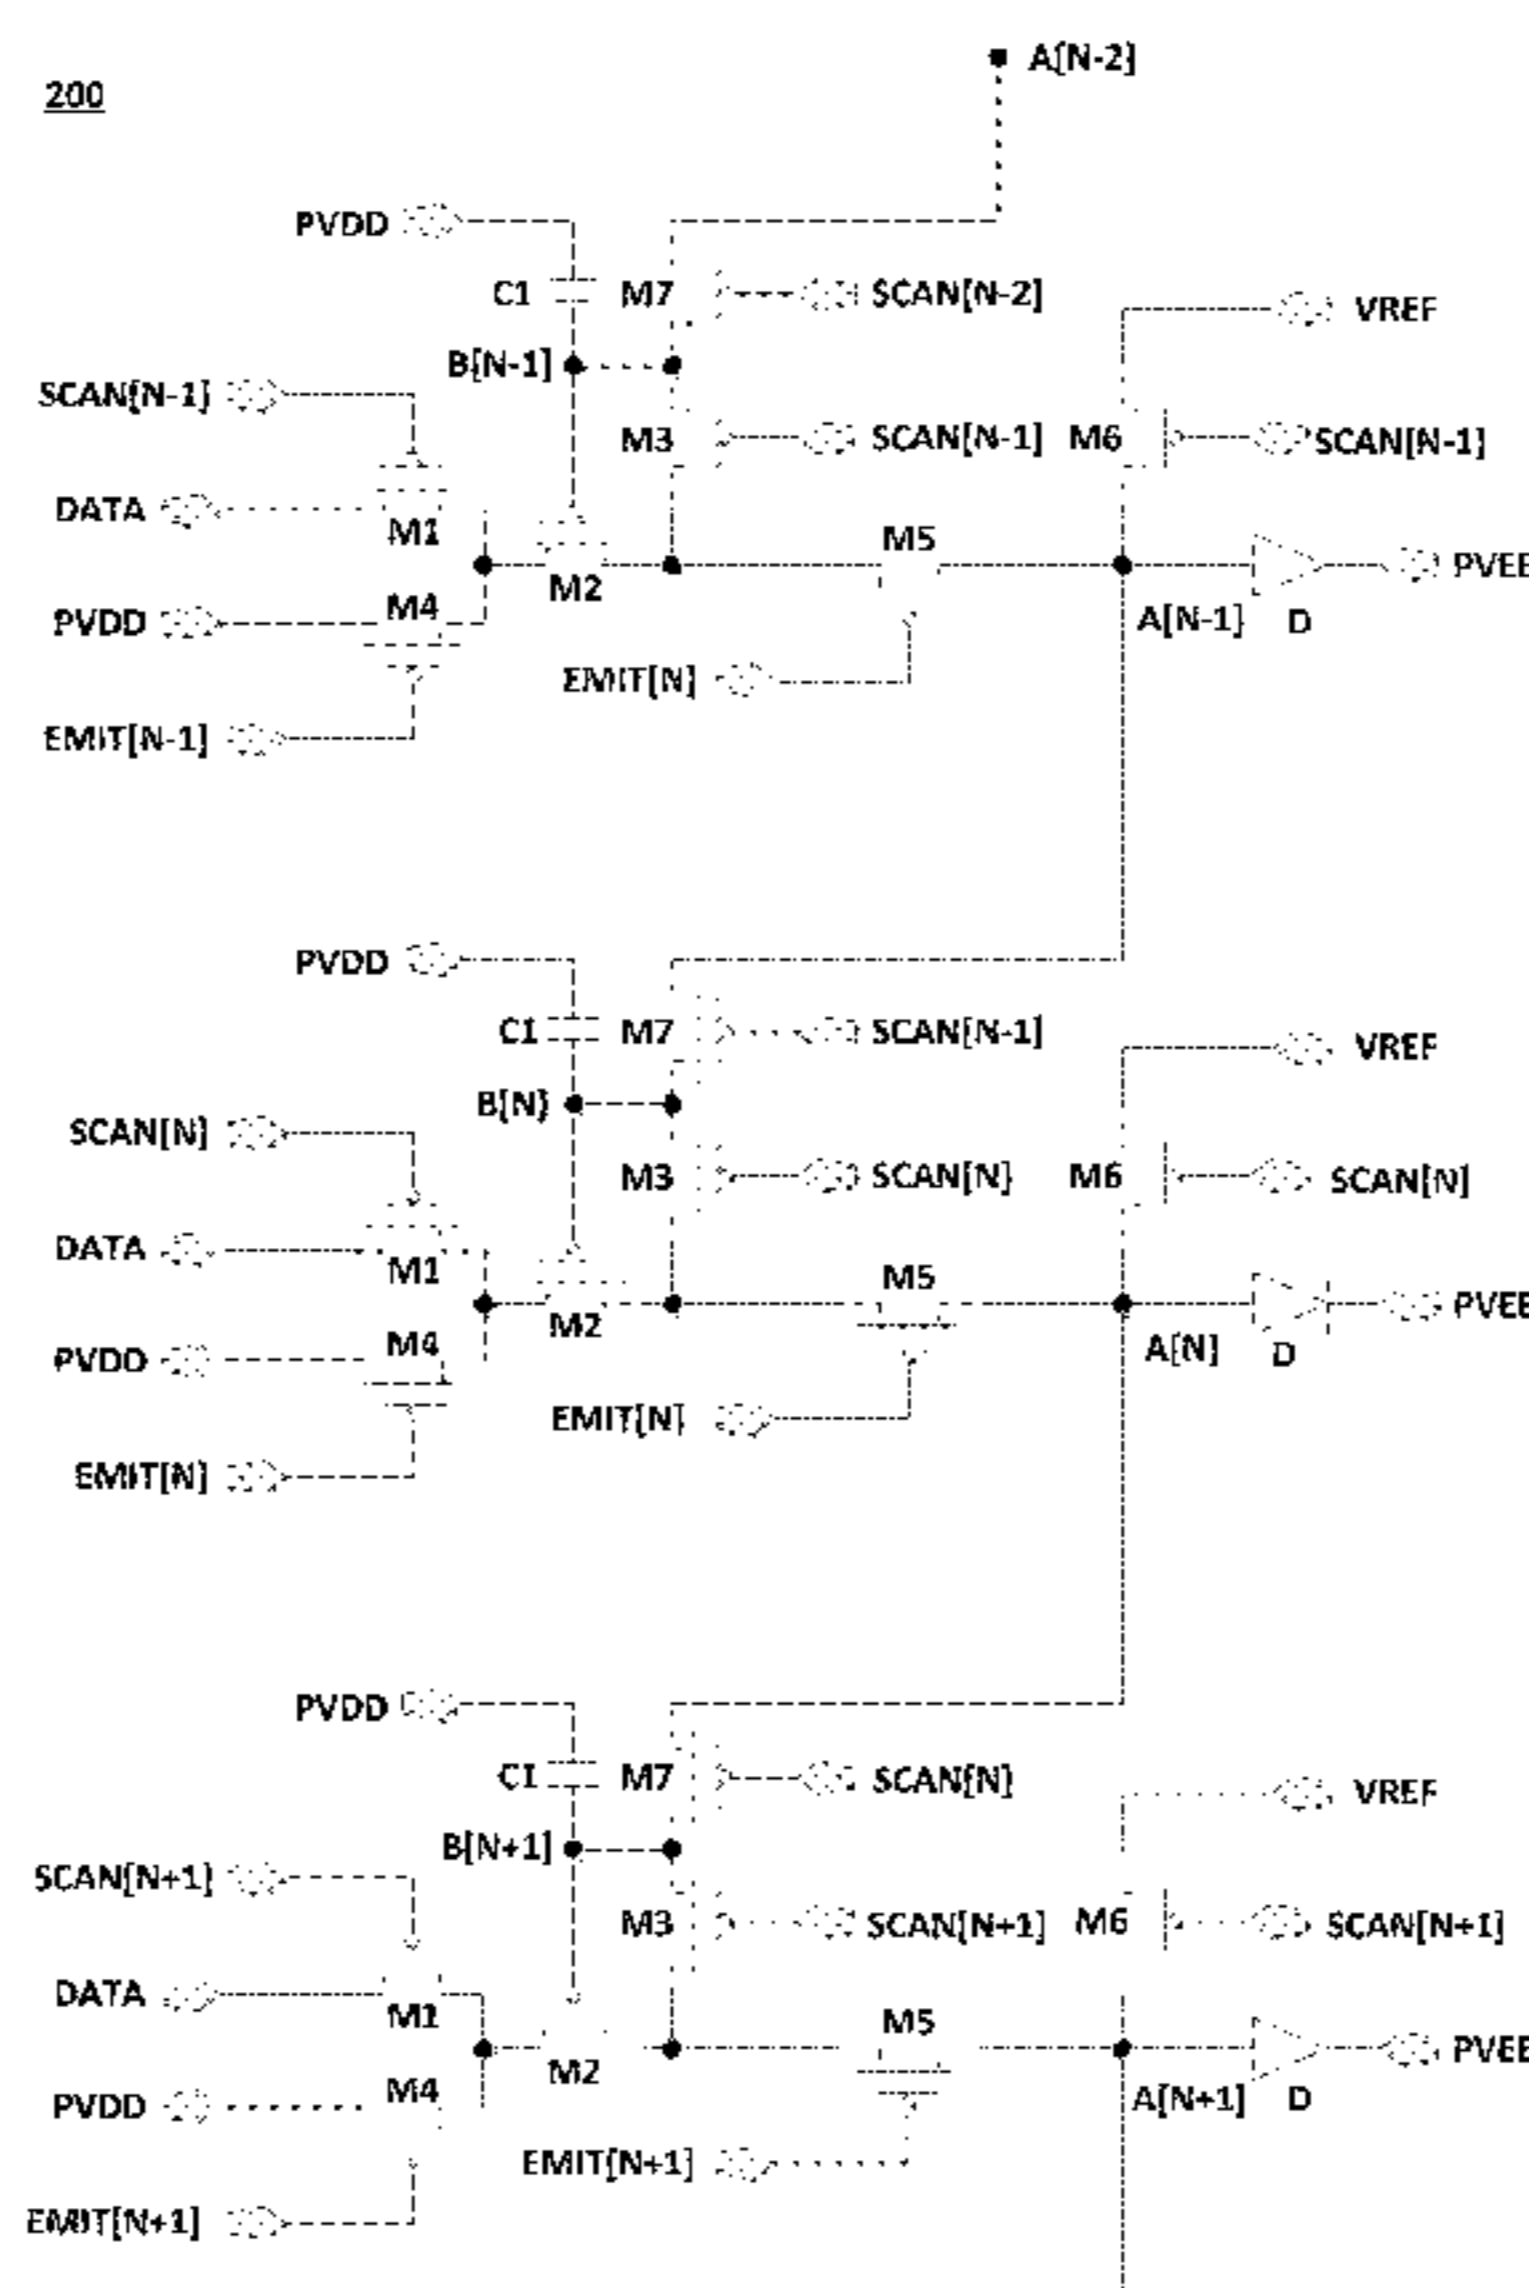 A[N-2]
200
PVDD
C1 M7 SCAN[N-2]
VREF
B[N-1]
SCAN[N-1]
M3 SCAN[N-1] M6 SCAN[N-1]
DATA
M1
M5
M2
PVDD M4
PVEE
A[N-1] D
EMIT[N]
EMIT[N-1]
PVDD
C1 M7 SCAN[N-1]
VREF
B[N]
SCAN[N]
M3 SCAN[N] M6 SCAN[N]
DATA
M1
M5
M2
PVEE
PVDD M4
A[N] D
EMIT[N]
EMIT[N]
PVDD
C1 M7 SCAN[N]
VREF
B[N+1]
SCAN[N+1]
M3 SCAN[N+1] M6 SCAN[N+1]
DATA
M1
M5
M2
PVEE
PVDD M4
A[N+1] D
EMIT[N+1]
EMIT[N+1]